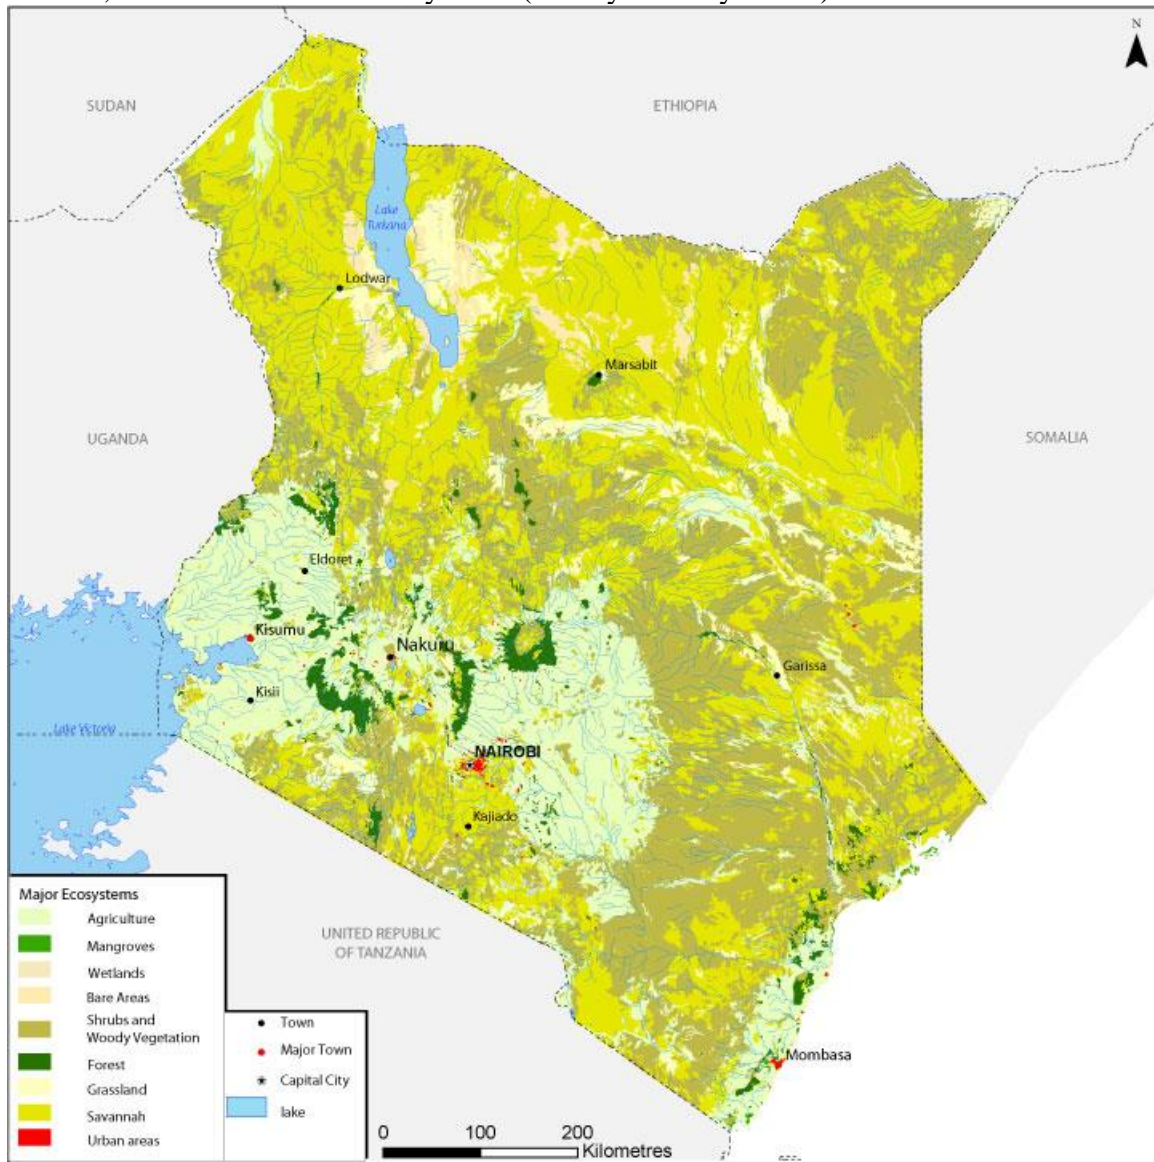 N
SUDAN
ETHIOPIA
Lake
Turkana
Lodwar
Marsabit
UGANDA
SOMALIA
Eldoret
Kisumu
Nakuru
Garissa
Kisii
Lake Victoria
NAIROBI
Kajiado
UNITED REPUBLIC
OF TANZANIA
Mombasa
Major Ecosystems
Agriculture
Mangroves
Wetlands
Bare Areas
Shrubs and
Woody Vegetation
Forest
Grassland
Savannah
Urban areas
Town
Major Town
Capital City
lake
0 100 200
Kilometres